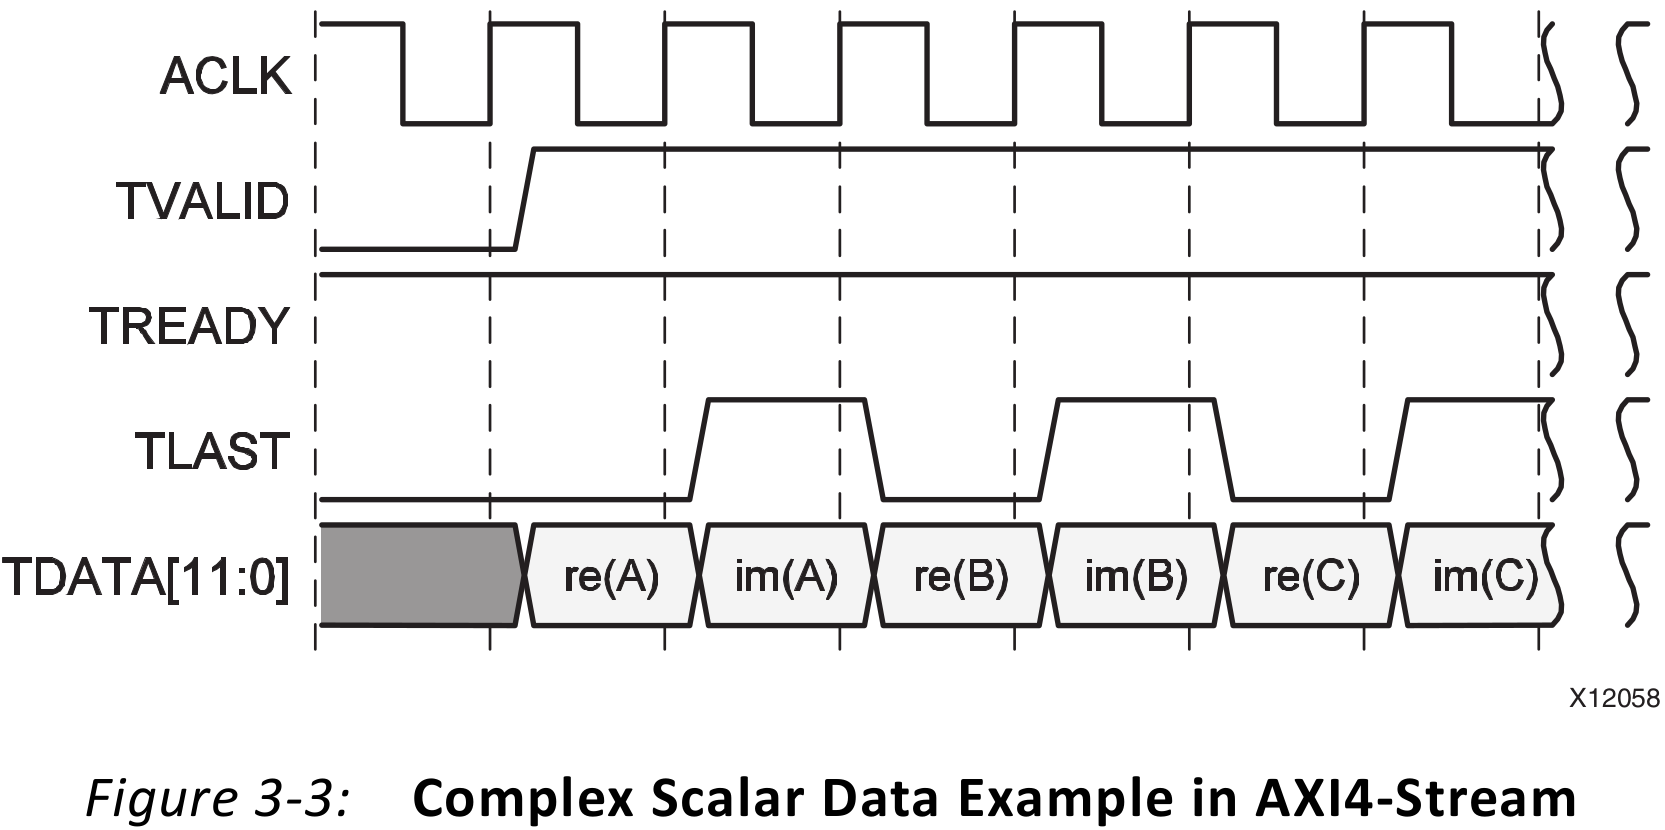 ACLK
TVALID
TREADY
TLAST
TDATA[11:0] re(A) im(A) re(B) im(B) re(C) im(C)
X12058
Figure 3-3: Complex Scalar Data Example in AXI4-Stream